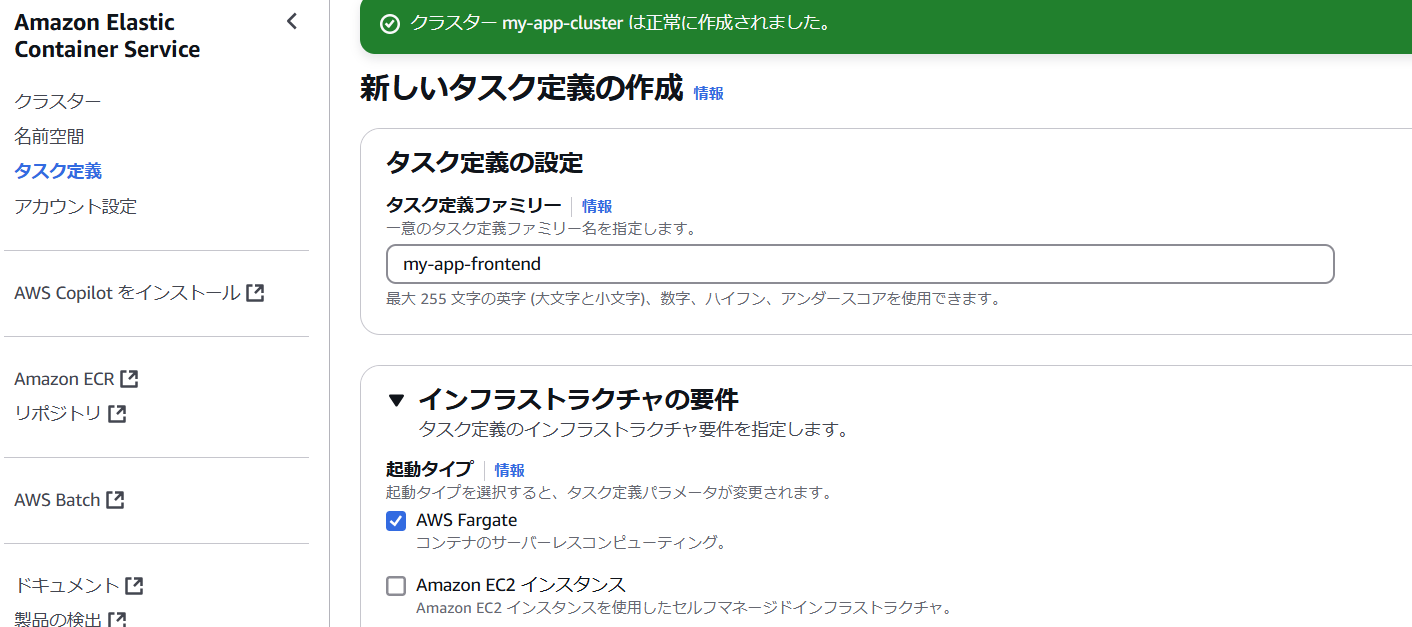 Amazon Elastic
Container Service
クラスター
名前空間
タスク定義
アカウント設定
AWS Copilot をインストール
Amazon ECR
リポジトリ
AWS Batch
ドキュメント
製品の検出
クラスター my-app-cluster は正常に作成されました。
新しいタスク定義の作成 情報
タスク定義の設定
タスク定義ファミリー 情報
一意のタスク定義ファミリー名を指定します。
my-app-frontend
最大 255 文字の英字 (大文字と小文字)、数字、ハイフン、アンダースコアを使用できます。
インフラストラクチャの要件
タスク定義のインフラストラクチャ要件を指定します。
起動タイプ 情報
起動タイプを選択すると、タスク定義パラメータが変更されます。
AWS Fargate
コンテナのサーバーレスコンピューティング。
Amazon EC2 インスタンス
Amazon EC2 インスタンスを使用したセルフマネージドインフラストラクチャ。